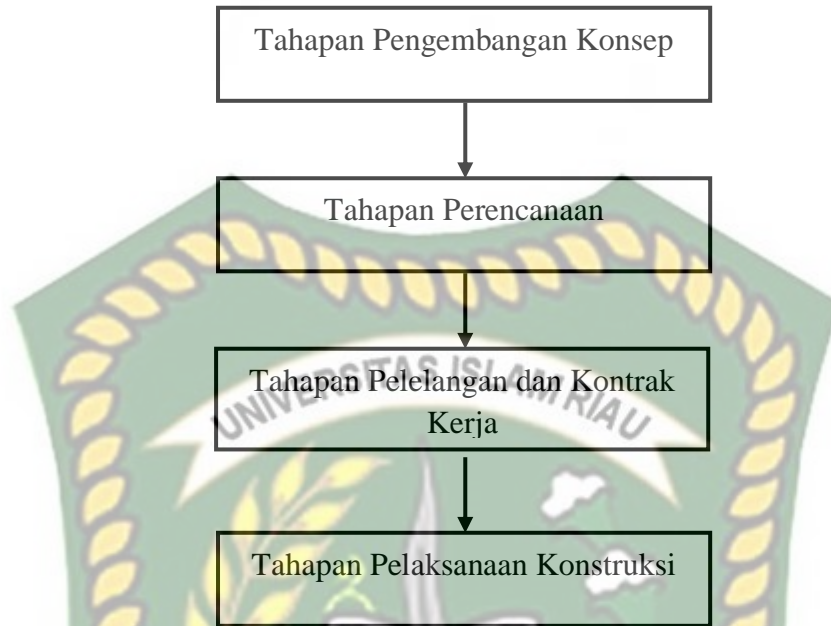 Tahapan Pengembangan Konsep
Tahapan Perencanaan
UNIVERSITAS ISLAM RIAU
Tahapan Pelelangan dan Kontrak
Kerja
Tahapan Pelaksanaan Konstruksi